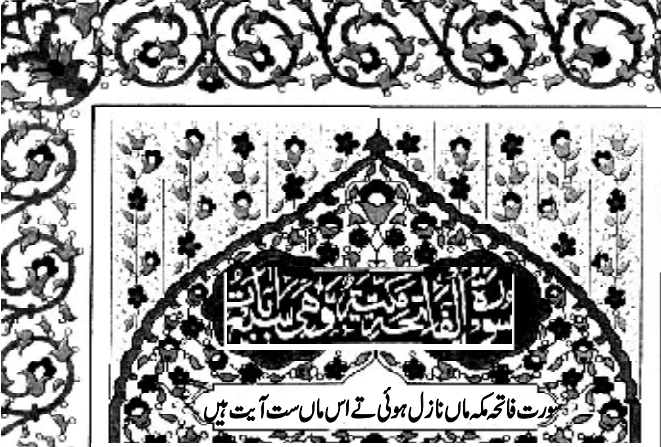 سورة الفاتحة مكية وهي سبع آيات
سورت فاتحہ مکہ ماں نازل ہوئی تے اس ماں ست آیت ہیں